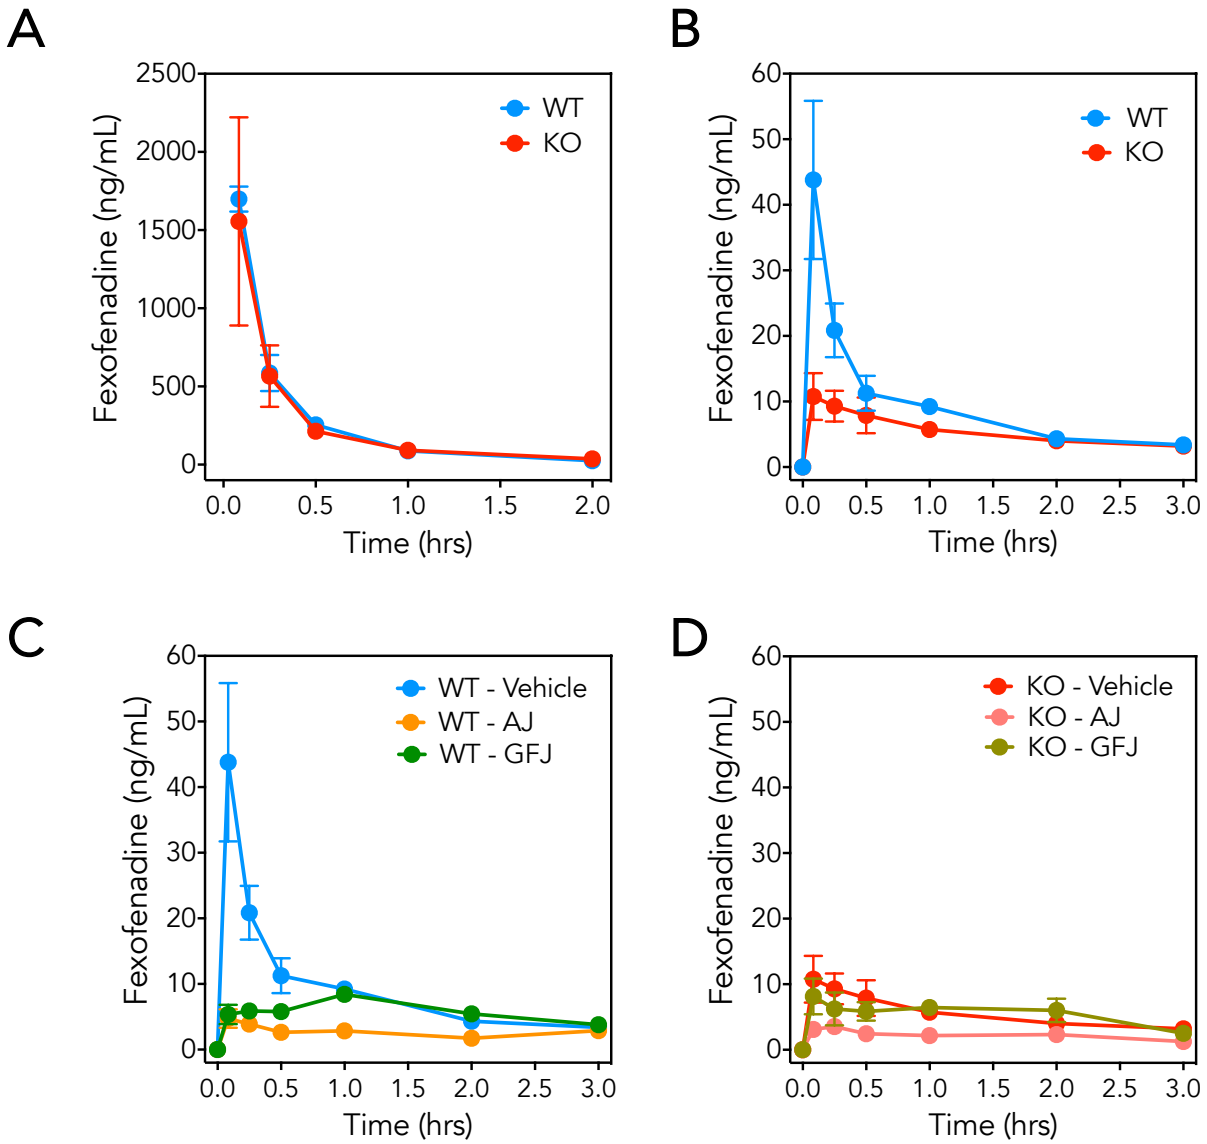 A
Fexofenadine (ng/mL)
2500
2000
1500
1000
500
0
WT
KO
0.0 0.5 1.0 1.5 2.0
Time (hrs)
B
Fexofenadine (ng/mL)
60
50
40
30
20
10
0
WT
KO
0.0 0.5 1.0 1.5 2.0 2.5 3.0
Time (hrs)
C
Fexofenadine (ng/mL)
60
50
40
30
20
10
0
WT - Vehicle
WT - AJ
WT - GFJ
0.0 0.5 1.0 1.5 2.0 2.5 3.0
Time (hrs)
D
Fexofenadine (ng/mL)
60
50
40
30
20
10
0
KO - Vehicle
KO - AJ
KO - GFJ
0.0 0.5 1.0 1.5 2.0 2.5 3.0
Time (hrs)